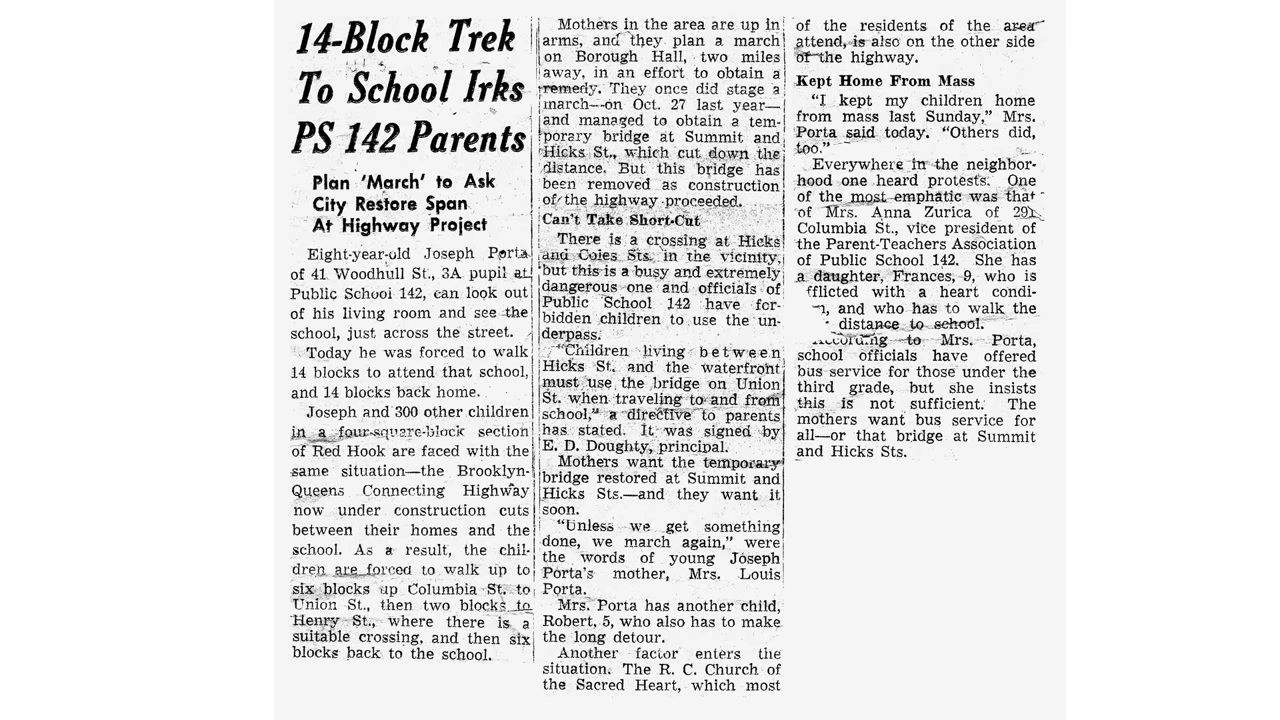 14-Block Trek
To School Irks
PS 142 Parents
Plan 'March' to Ask
City Restore Span
At Highway Project
Eight-year-old Joseph Porta
of 41 Woodhull St., 3A pupil at
Public School 142, can look out
of his living room and see the
school, just across the street.
Today he was forced to walk
14 blocks to attend that school,
and 14 blocks back home.
Joseph and 300 other children
in a four-square-block section
of Red Hook are faced with the
same situation—the Brooklyn-
Queens Connecting Highway
now under construction cuts
between their homes and the
school. As a result, the chil-
dren are forced to walk up to
six blocks up Columbia St. to
Union St., then two blocks to
Henry St., where there is a
suitable crossing, and then six
blocks back to the school.
Mothers in the area are up in
arms, and they plan a march
on Borough Hall, two miles
away, in an effort to obtain a
remedy. They once did stage a
march—on Oct. 27 last year—
and managed to obtain a tem-
porary bridge at Summit and
Hicks St., which cut down the
distance. But this bridge has
been removed as construction
of the highway proceeded.
Can't Take Short-Cut
There is a crossing at Hicks
and Coles Sts. in the vicinity,
but this is a busy and extremely
dangerous one and officials of
Public School 142 have for-
bidden children to use the un-
derpass.
"Children living between
Hicks St. and the waterfront
must use the bridge on Union
St. when traveling to and from
school," a directive to parents
has stated. It was signed by
E. D. Doughty, principal.
Mothers want the temporary
bridge restored at Summit and
Hicks Sts.—and they want it
soon.
"Unless we get something
done, we march again," were
the words of young Joseph
Porta's mother, Mrs. Louis
Porta.
Mrs. Porta has another child,
Robert, 5, who also has to make
the long detour.
Another factor enters the
situation. The R. C. Church of
the Sacred Heart, which most
of the residents of the area
attend, is also on the other side
of the highway.
Kept Home From Mass
"I kept my children home
from mass last Sunday," Mrs.
Porta said today. "Others did,
too."
Everywhere in the neighbor-
hood one heard protests. One
of the most emphatic was that
of Mrs. Anna Zurica of 291
Columbia St., vice president of
the Parent-Teachers Association
of Public School 142. She has
a daughter, Frances, 9, who is
flicted with a heart condi-
n, and who has to walk the
distance to school.
According to Mrs. Porta,
school officials have offered
bus service for those under the
third grade, but she insists
this is not sufficient. The
mothers want bus service for
all—or that bridge at Summit
and Hicks Sts.